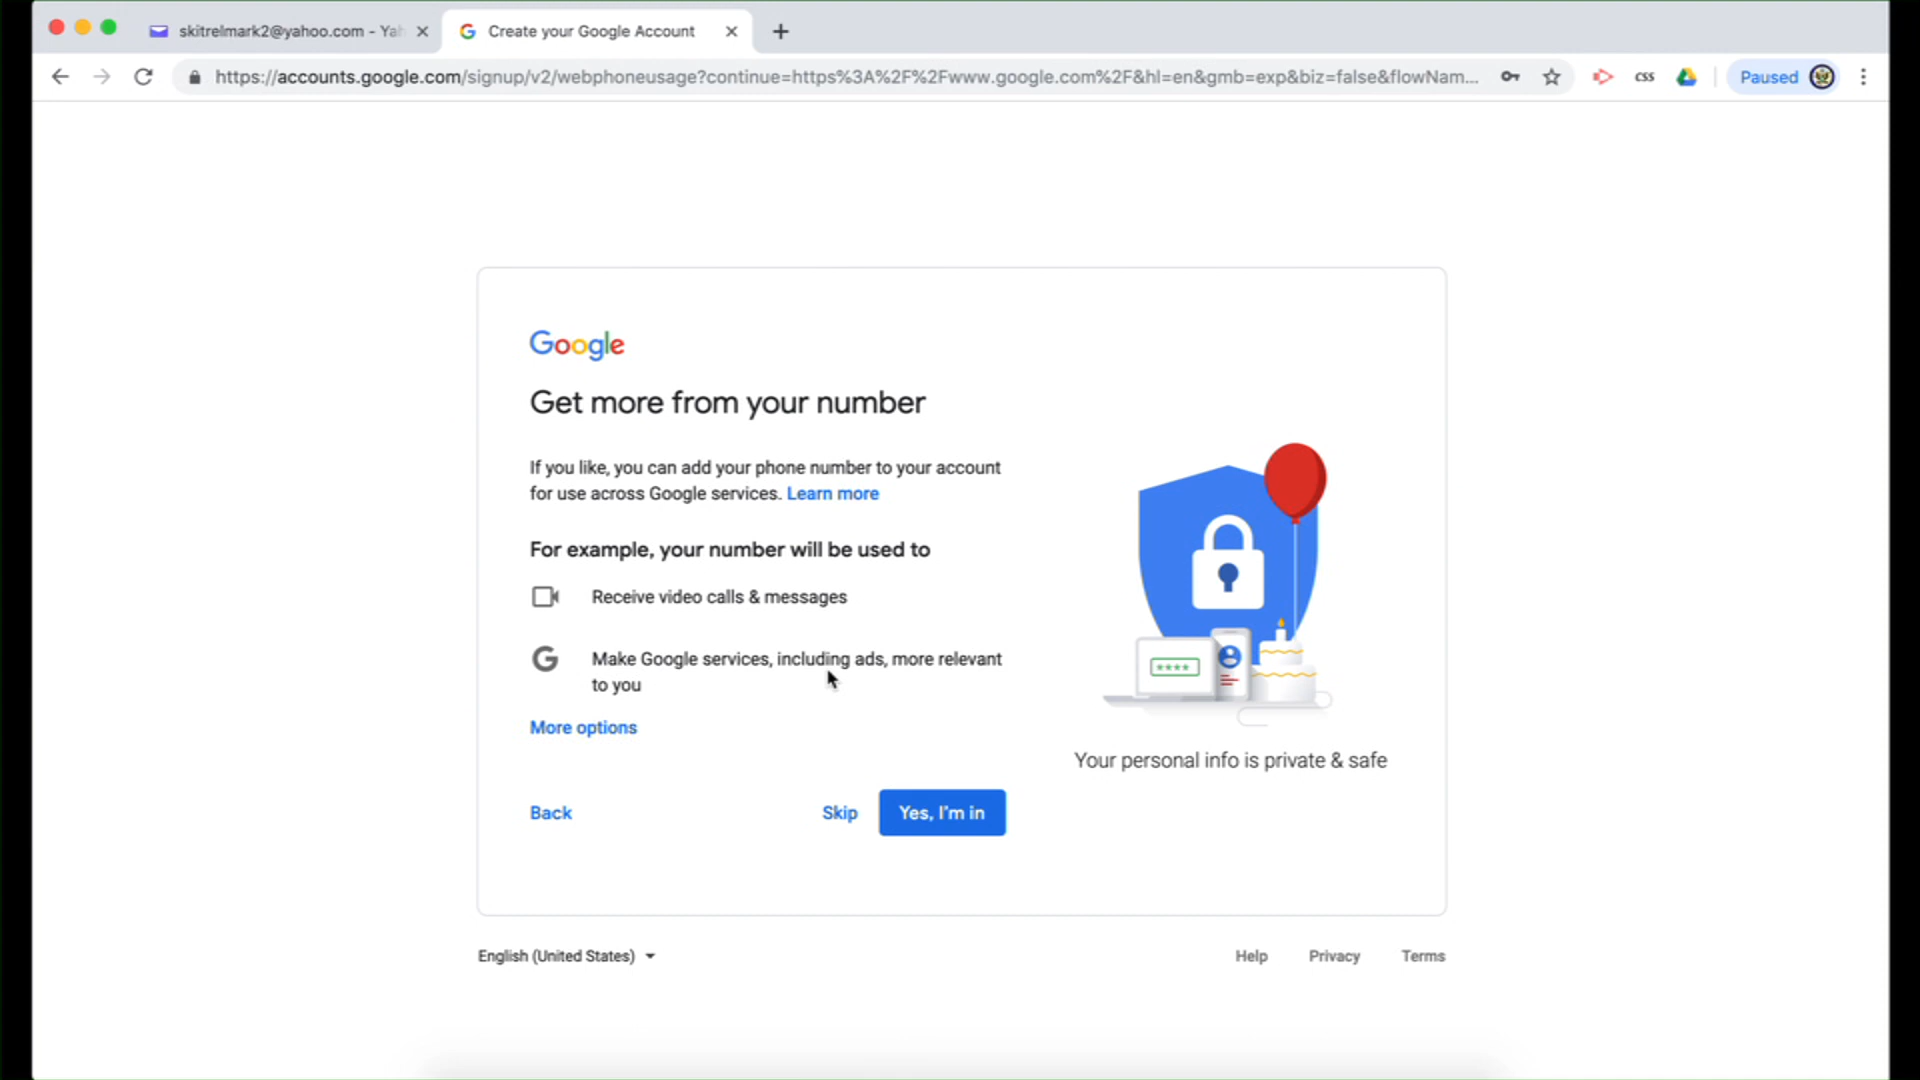 skitrelmark2@yahoo.com - Ya
Create your Google Account
https://accounts.google.com/signup/v2/webphoneusage?continue=https%3A%2F%2Fwww.google.com%2F&hl=en&gmb=exp&biz=false&flowNam...
css
Paused
Google
Get more from your number
If you like, you can add your phone number to your account
for use across Google services. Learn more
For example, your number will be used to
Receive video calls & messages
G
Make Google services, including ads, more relevant
to you
More options
****
Your personal info is private & safe
Back
Skip
Yes, I'm in
English (United States)
Help
Privacy
Terms